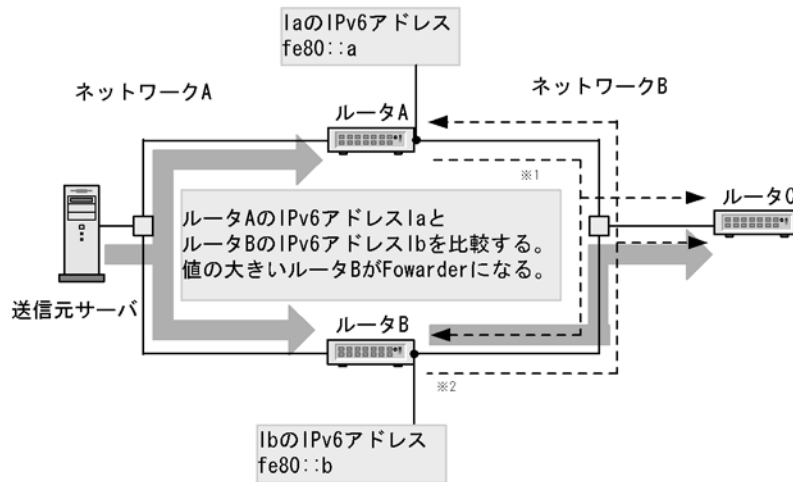 IaのIPv6アドレス
fe80::a
ネットワークA
ネットワークB
ルータA
※1
ルータC
ルータAのIPv6アドレスIaと
ルータBのIPv6アドレスIbを比較する。
値の大きいルータBがFowarderになる。
送信元サーバ
ルータB
※2
IbのIPv6アドレス
fe80::b